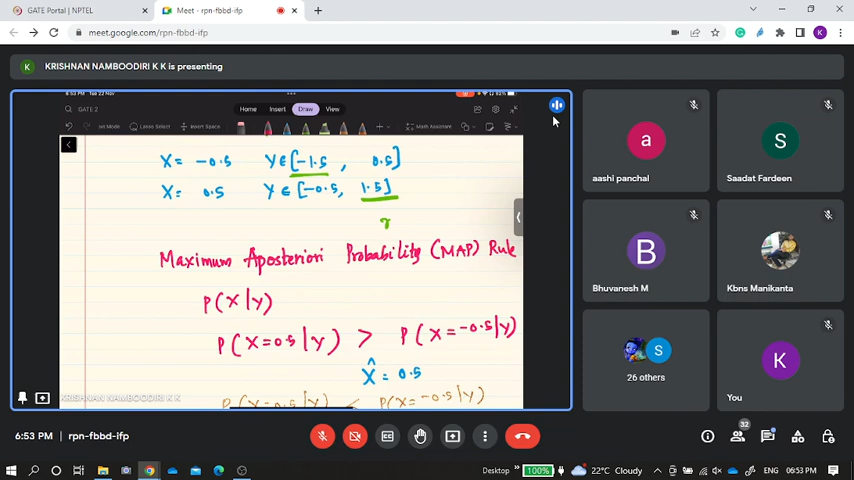 GATE Portal | NPTEL
Meet - rpn-fbbd-ifp
meet.google.com/rpn-fbbd-ifp
K
K KRISHNAN NAMBOODIRI K K is presenting
GATE 2
Home Insert Draw View
Lasso Select Insert Space
Math Assistant
X = -0.5 Y∈[-1.5, 0.5]
X = 0.5 Y∈[-0.5, 1.5]
Maximum Aposteriori Probability (MAP) Rule
P(X|Y)
P(X=0.5|Y) > P(X=-0.5|Y)
X̂ = 0.5
P(X=0.5|Y) < P(X=-0.5|Y)
KRISHNAN NAMBOODIRI K K
a
aashi panchal
S
Saadat Fardeen
B
Bhuvanesh M
Kbns Manikanta
S
26 others
K
You
6:53 PM | rpn-fbbd-ifp
32
Desktop 100% 22°C Cloudy ENG 06:53 PM